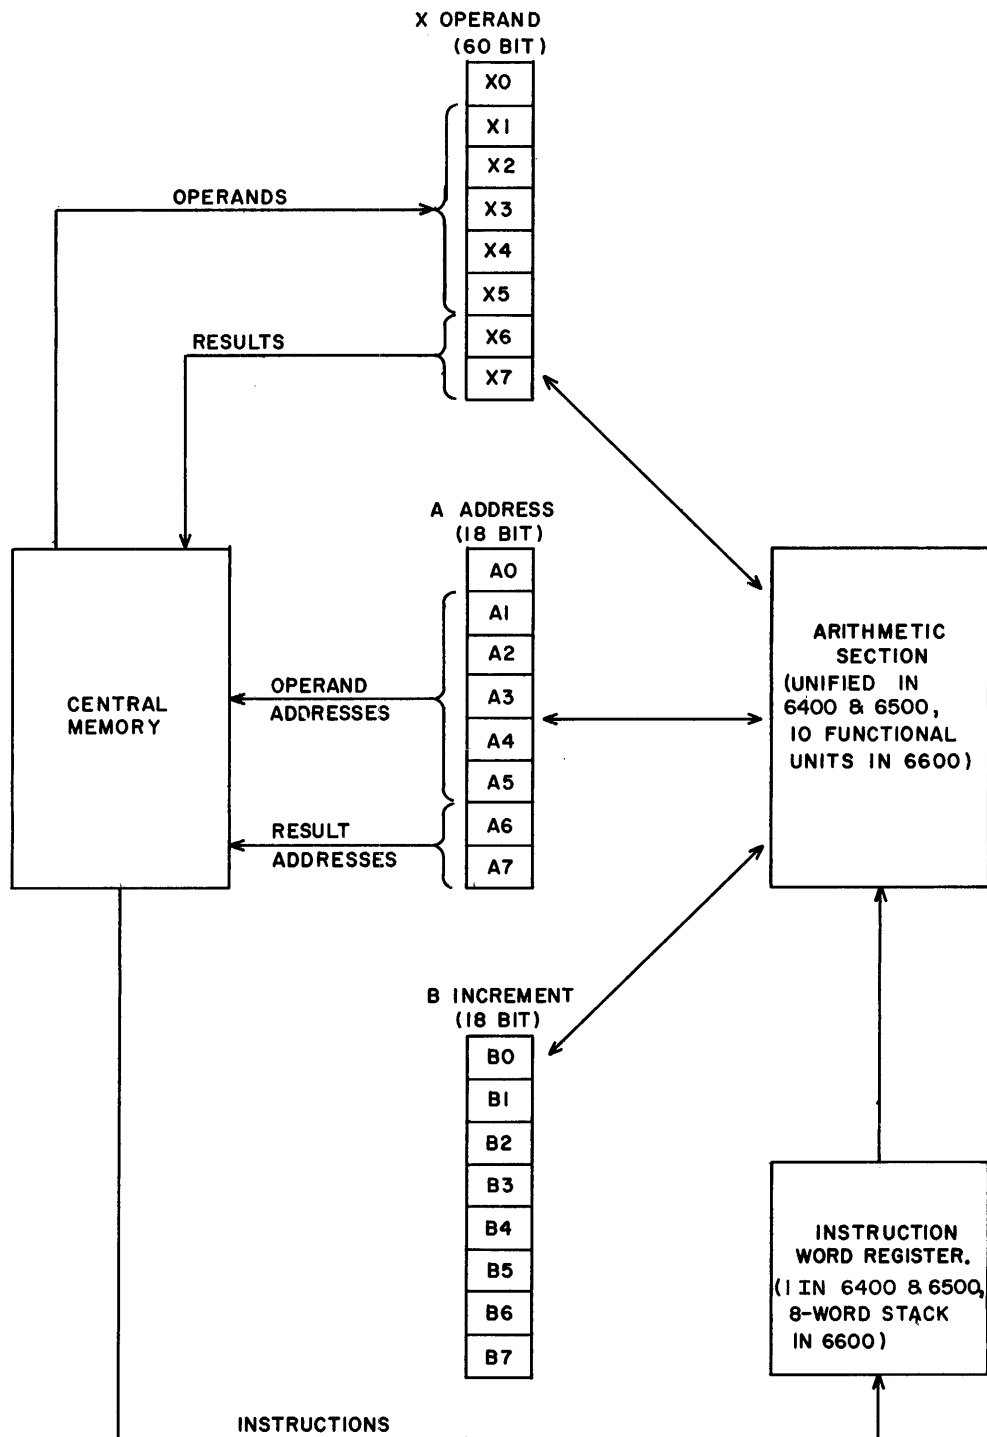 X OPERAND
(60 BIT)
X0
X1
X2
X3
X4
X5
X6
X7
OPERANDS
RESULTS
A ADDRESS
(18 BIT)
A0
A1
A2
A3
A4
A5
A6
A7
CENTRAL
MEMORY
OPERAND
ADDRESSES
RESULT
ADDRESSES
ARITHMETIC
SECTION
(UNIFIED IN
6400 & 6500,
10 FUNCTIONAL
UNITS IN 6600)
B INCREMENT
(18 BIT)
B0
B1
B2
B3
B4
B5
B6
B7
INSTRUCTION
WORD REGISTER.
(1 IN 6400 & 6500,
8-WORD STACK
IN 6600)
INSTRUCTIONS